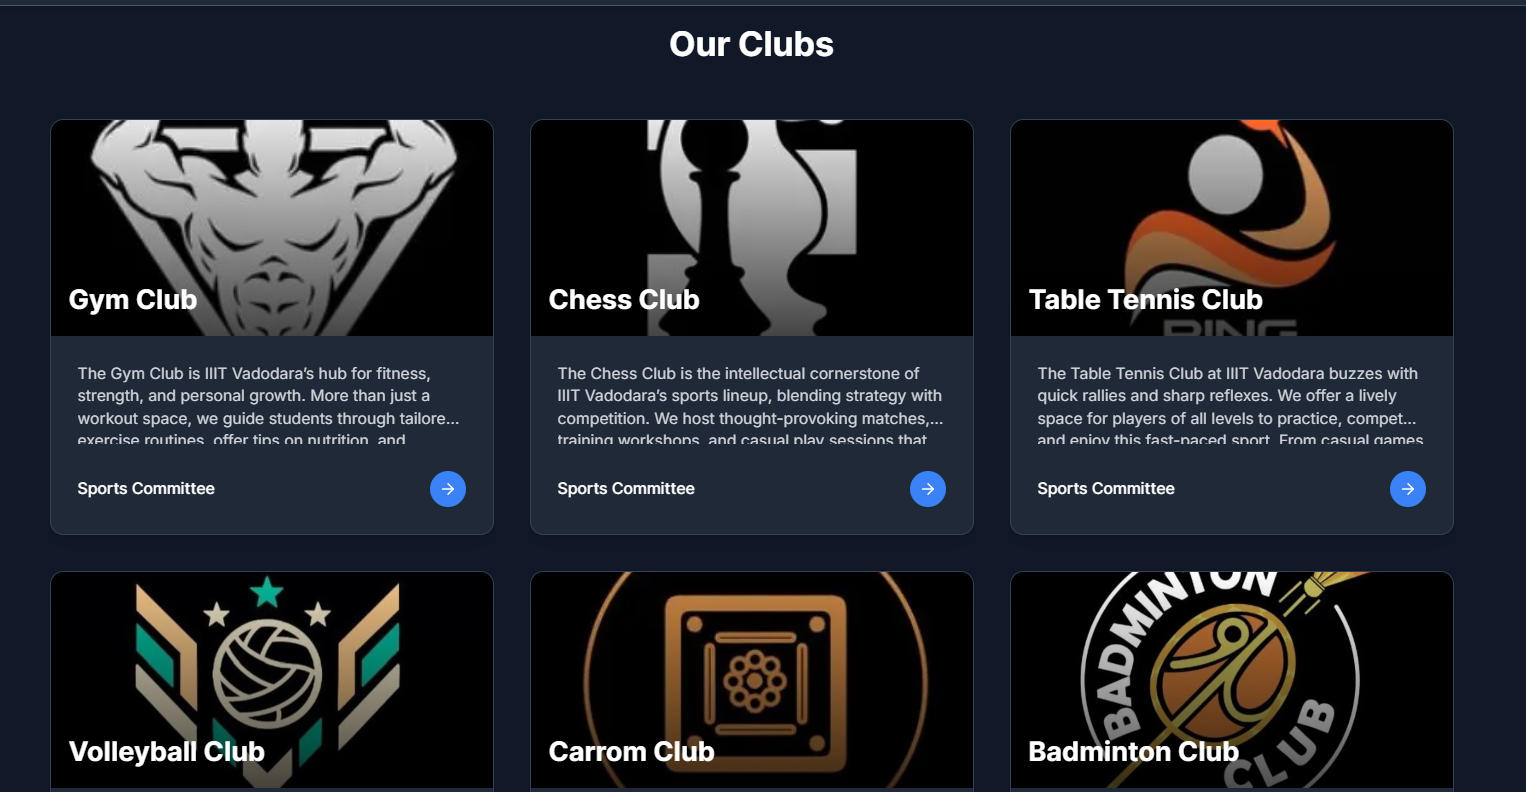 Our Clubs
Gym Club
Chess Club
Table Tennis Club
PING
The Gym Club is IIIT Vadodara’s hub for fitness,
strength, and personal growth. More than just a
workout space, we guide students through tailore...
exercise routines, offer tips on nutrition, and
The Chess Club is the intellectual cornerstone of
IIIT Vadodara’s sports lineup, blending strategy with
competition. We host thought-provoking matches,...
training workshops, and casual play sessions that
The Table Tennis Club at IIIT Vadodara buzzes with
quick rallies and sharp reflexes. We offer a lively
space for players of all levels to practice, compet...
and enjoy this fast-paced sport. From casual games
Sports Committee
Sports Committee
Sports Committee
BADMINTON
CLUB
Volleyball Club
Carrom Club
Badminton Club